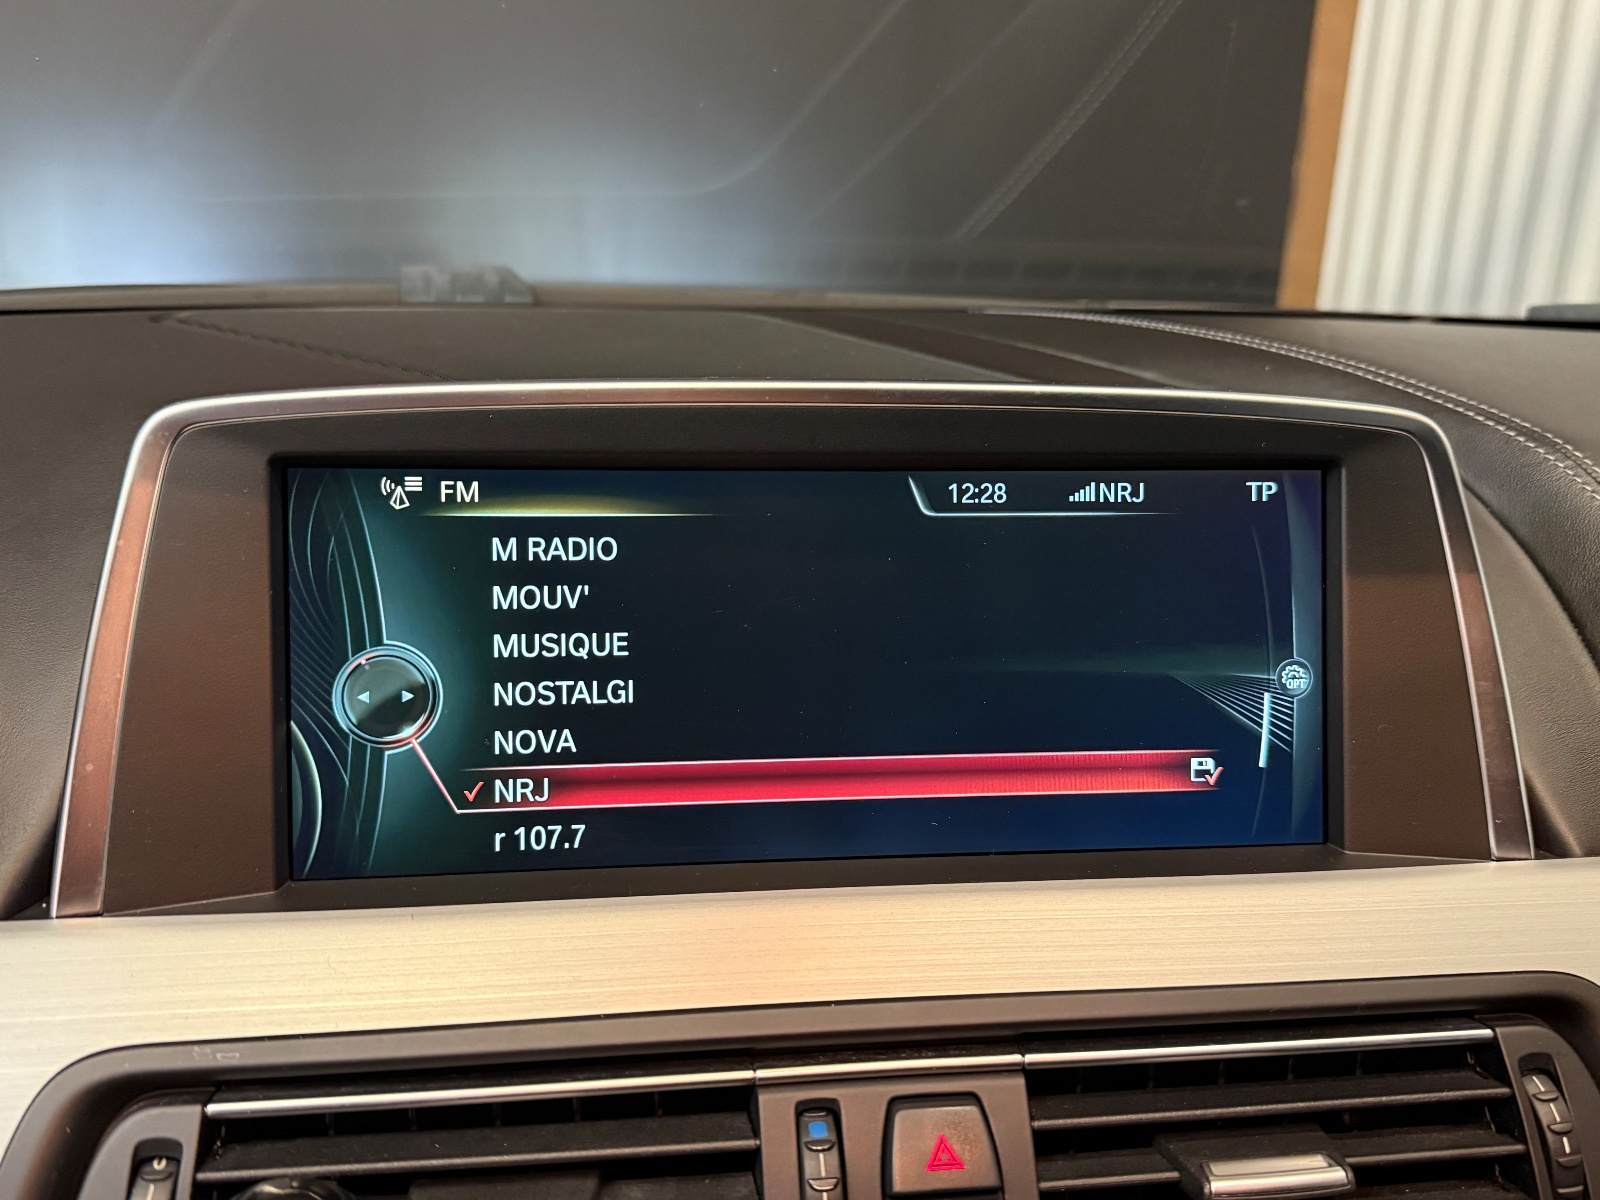 FM
12:28 NRJ TP
M RADIO
MOUV'
MUSIQUE
NOSTALGI
NOVA
NRJ
r 107.7
OPT